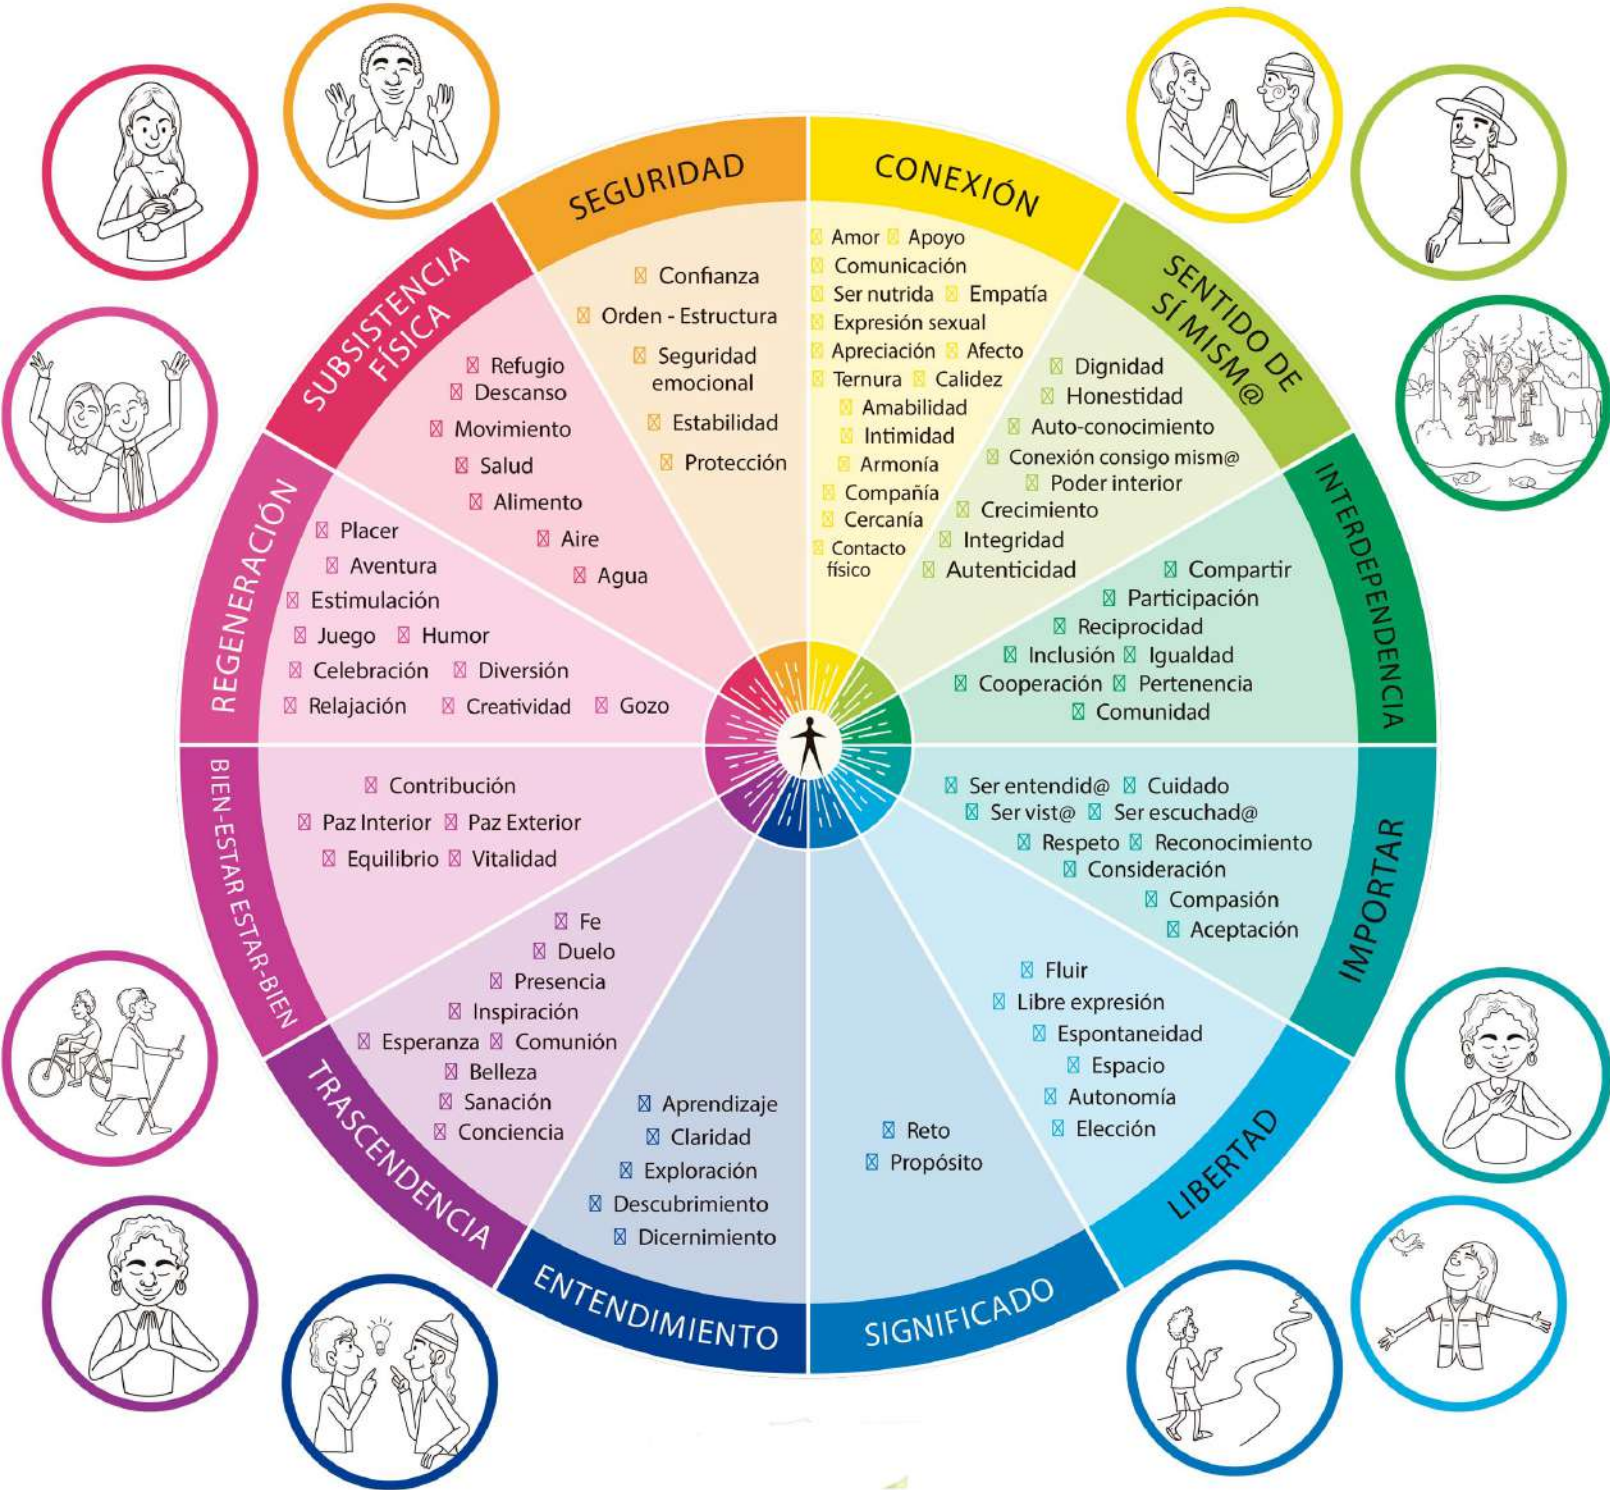 SEGURIDAD
Confianza
Orden - Estructura
Seguridad
emocional
Estabilidad
Protección
CONEXIÓN
Amor Apoyo
Comunicación
Ser nutrida Empatía
Expresión sexual
Apreciación Afecto
Ternura Calidez
Amabilidad
Intimidad
Armonía
Compañía
Cercanía
Contacto
físico
SENTIDO DE
SÍ MISM@
Dignidad
Honestidad
Auto-conocimiento
Conexión consigo mism@
Poder interior
Crecimiento
Integridad
Autenticidad
INTERDEPENDENCIA
Compartir
Participación
Reciprocidad
Inclusión Igualdad
Cooperación Pertenencia
Comunidad
IMPORTAR
Ser entendid@ Cuidado
Ser vist@ Ser escuchad@
Respeto Reconocimiento
Consideración
Compasión
Aceptación
LIBERTAD
Fluir
Libre expresión
Espontaneidad
Espacio
Autonomía
Elección
SIGNIFICADO
Reto
Propósito
ENTENDIMIENTO
Aprendizaje
Claridad
Exploración
Descubrimiento
Dicernimiento
TRASCENDENCIA
Fe
Duelo
Presencia
Inspiración
Esperanza Comunión
Belleza
Sanación
Conciencia
BIEN-ESTAR ESTAR-BIEN
Contribución
Paz Interior Paz Exterior
Equilibrio Vitalidad
REGENERACIÓN
Placer
Aventura
Estimulación
Juego Humor
Celebración Diversión
Relajación Creatividad Gozo
SUBSISTENCIA
FÍSICA
Refugio
Descanso
Movimiento
Salud
Alimento
Aire
Agua